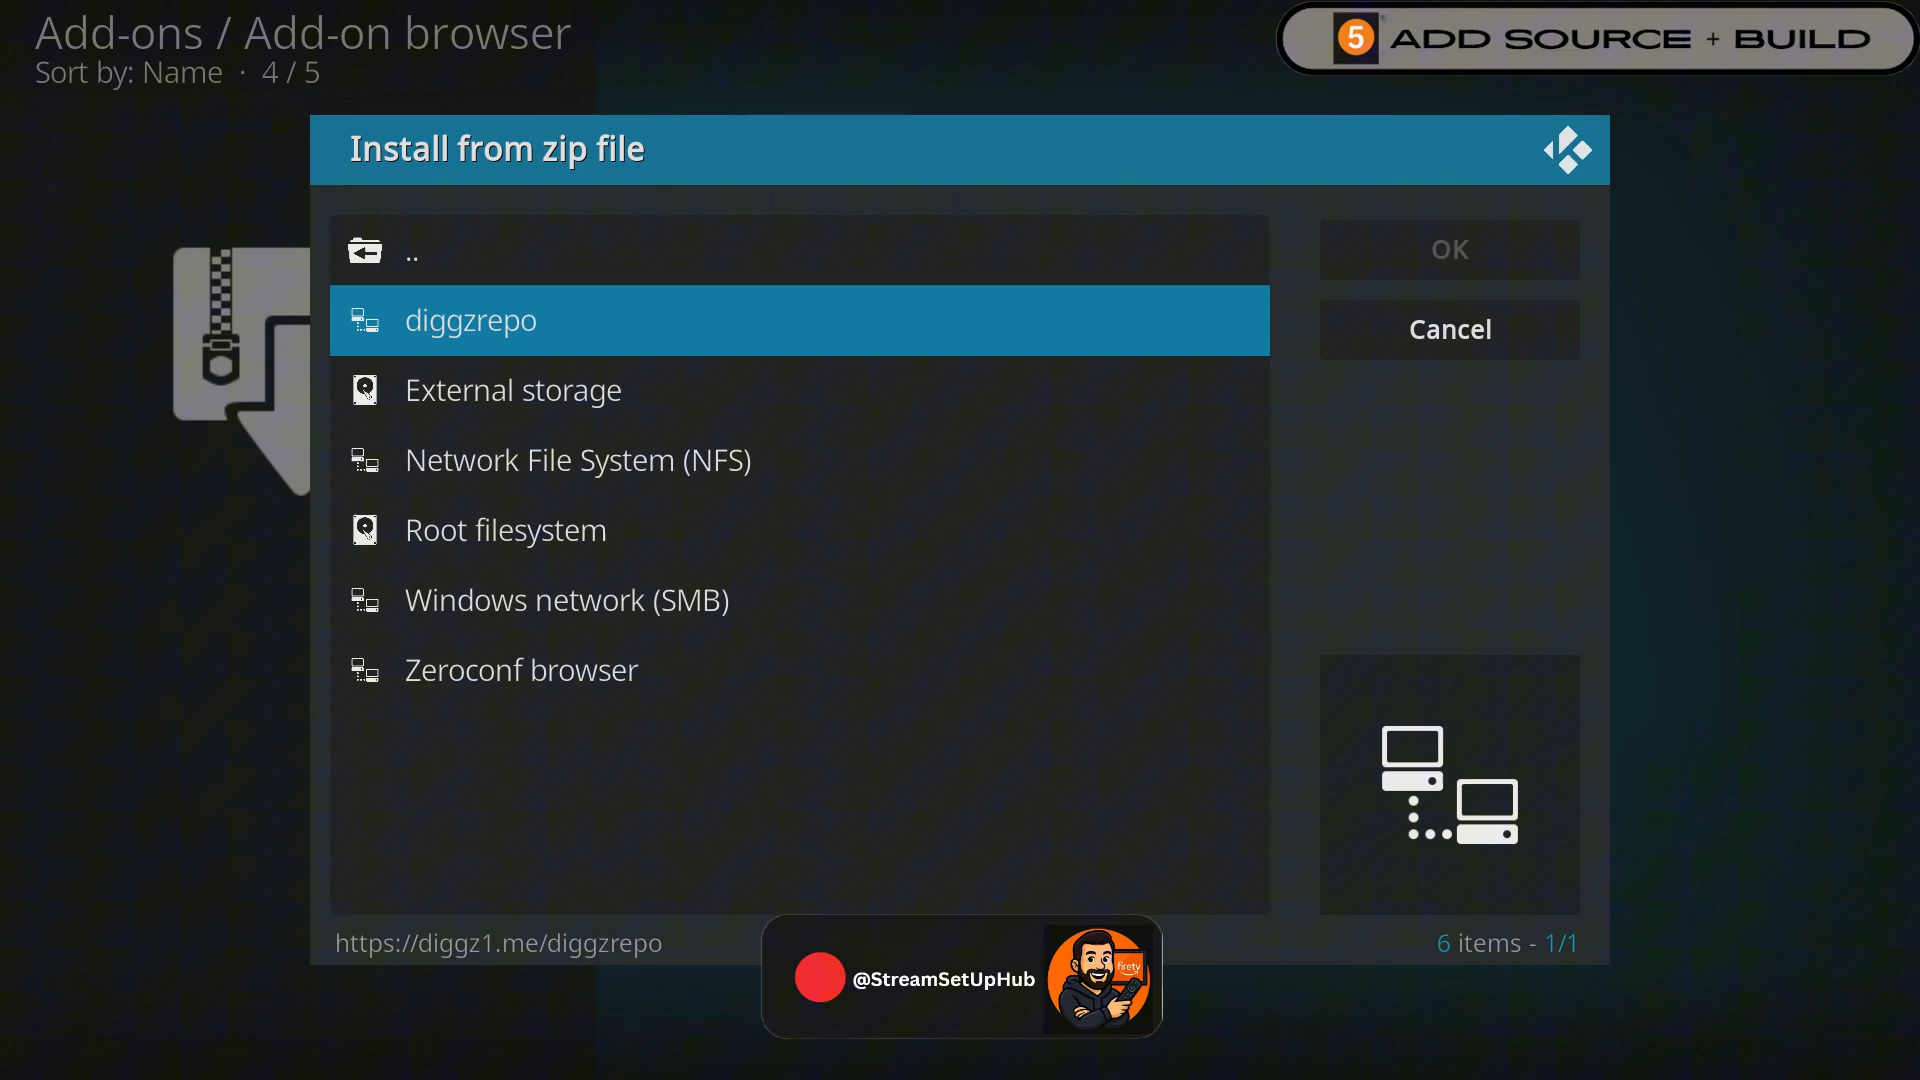 Add-ons / Add-on browser
Sort by: Name · 4 / 5
5 ADD SOURCE + BUILD
Install from zip file
..
diggzrepo
External storage
Network File System (NFS)
Root filesystem
Windows network (SMB)
Zeroconf browser
OK
Cancel
https://diggz1.me/diggzrepo
6 items - 1/1
@StreamSetUpHub
firetv